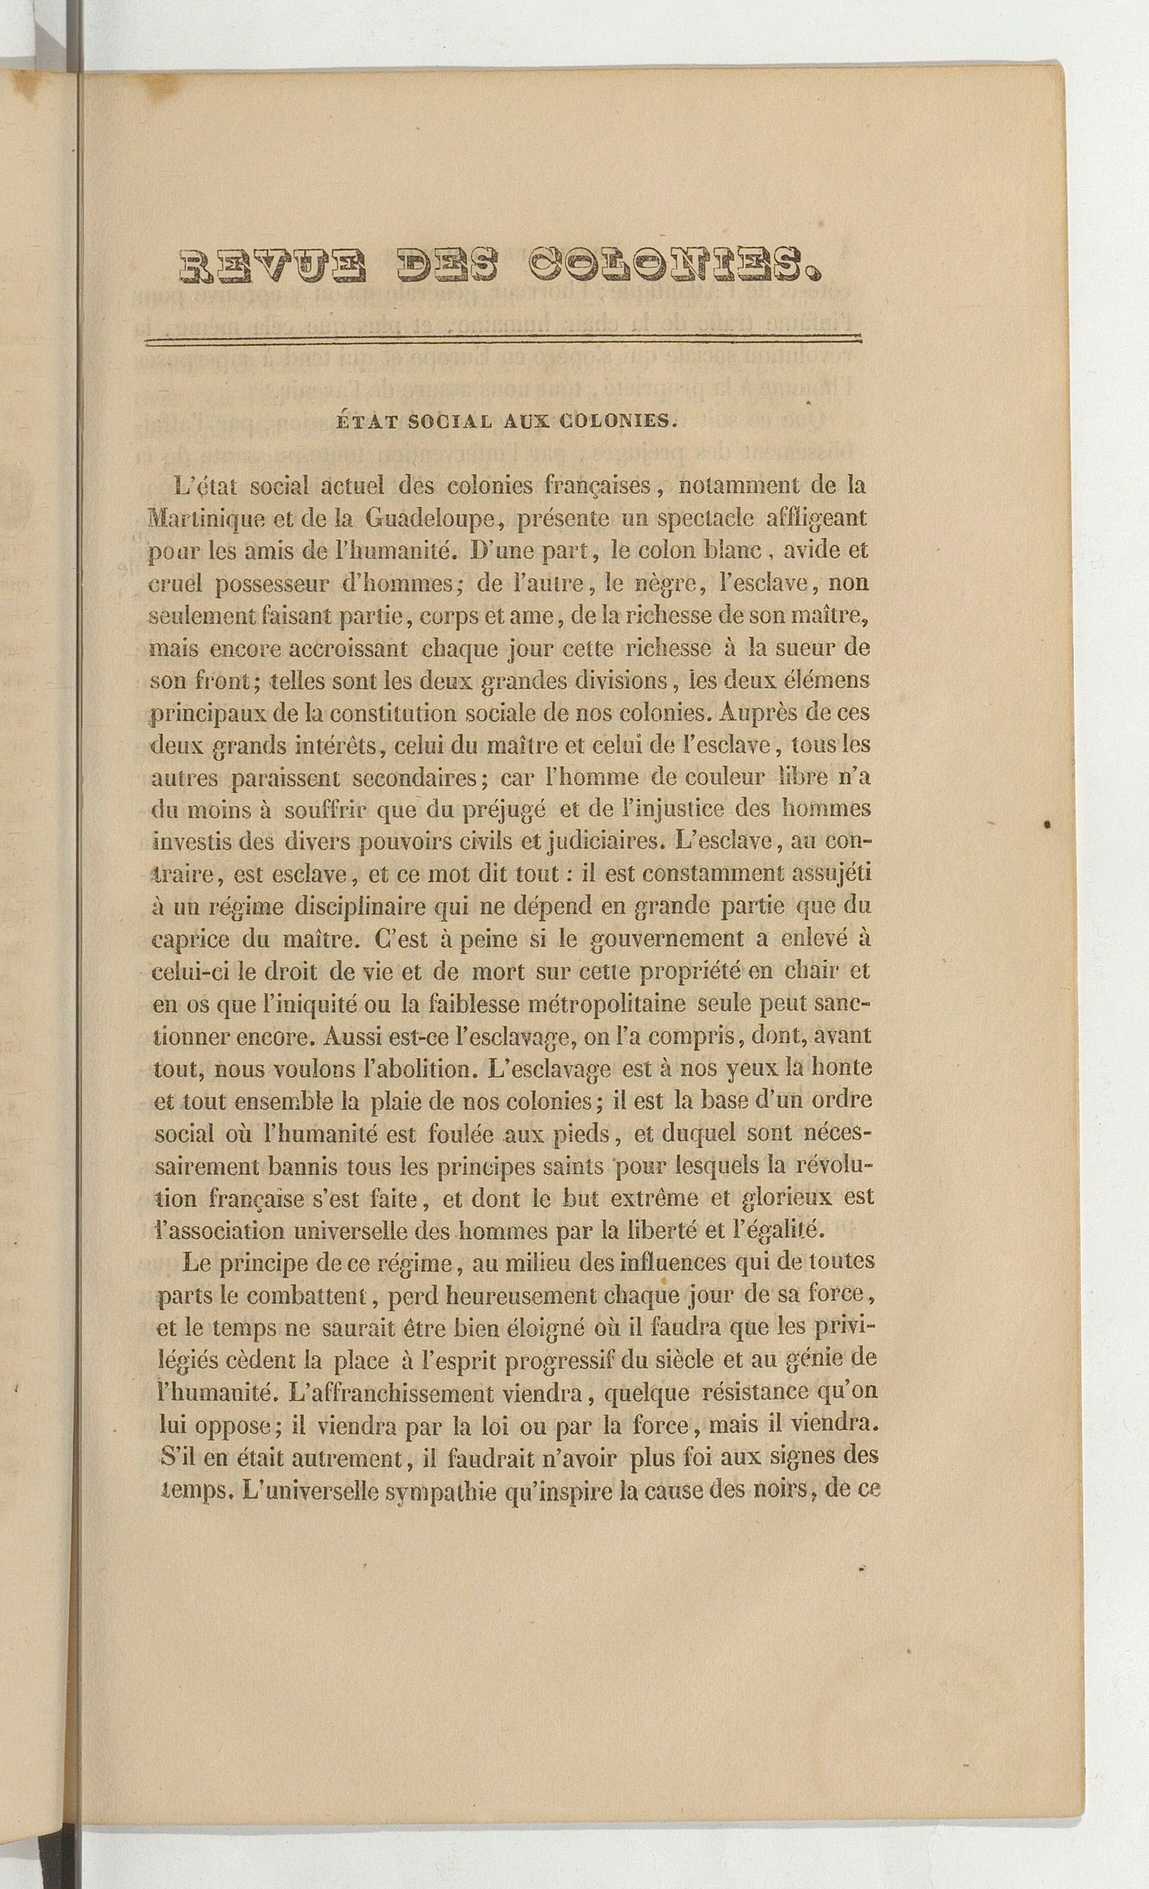 REVUE DES COLONIES.
ÉTAT SOCIAL AUX COLONIES.
L'état social actuel des colonies françaises, notamment de la
Martinique et de la Guadeloupe, présente un spectacle affligeant
pour les amis de l'humanité. D'une part, le colon blanc, avide et
cruel possesseur d'hommes; de l'autre, le nègre, l'esclave, non
seulement faisant partie, corps et ame, de la richesse de son maître,
mais encore accroissant chaque jour cette richesse à la sueur de
son front; telles sont les deux grandes divisions, les deux élémens
principaux de la constitution sociale de nos colonies. Auprès de ces
deux grands intérêts, celui du maître et celui de l'esclave, tous les
autres paraissent secondaires; car l'homme de couleur libre n'a
du moins à souffrir que du préjugé et de l'injustice des hommes
investis des divers pouvoirs civils et judiciaires. L'esclave, au con-
traire, est esclave, et ce mot dit tout : il est constamment assujéti
à un régime disciplinaire qui ne dépend en grande partie que du
caprice du maître. C'est à peine si le gouvernement a enlevé à
celui-ci le droit de vie et de mort sur cette propriété en chair et
en os que l'iniquité ou la faiblesse métropolitaine seule peut sanc-
tionner encore. Aussi est-ce l'esclavage, on l'a compris, dont, avant
tout, nous voulons l'abolition. L'esclavage est à nos yeux la honte
et tout ensemble la plaie de nos colonies; il est la base d'un ordre
social où l'humanité est foulée aux pieds, et duquel sont néces-
sairement bannis tous les principes saints pour lesquels la révolu-
tion française s'est faite, et dont le but extrême et glorieux est
l'association universelle des hommes par la liberté et l'égalité.
Le principe de ce régime, au milieu des influences qui de toutes
parts le combattent, perd heureusement chaque jour de sa force,
et le temps ne saurait être bien éloigné où il faudra que les privi-
légiés cèdent la place à l'esprit progressif du siècle et au génie de
l'humanité. L'affranchissement viendra, quelque résistance qu'on
lui oppose; il viendra par la loi ou par la force, mais il viendra.
S'il en était autrement, il faudrait n'avoir plus foi aux signes des
temps. L'universelle sympathie qu'inspire la cause des noirs, de ce